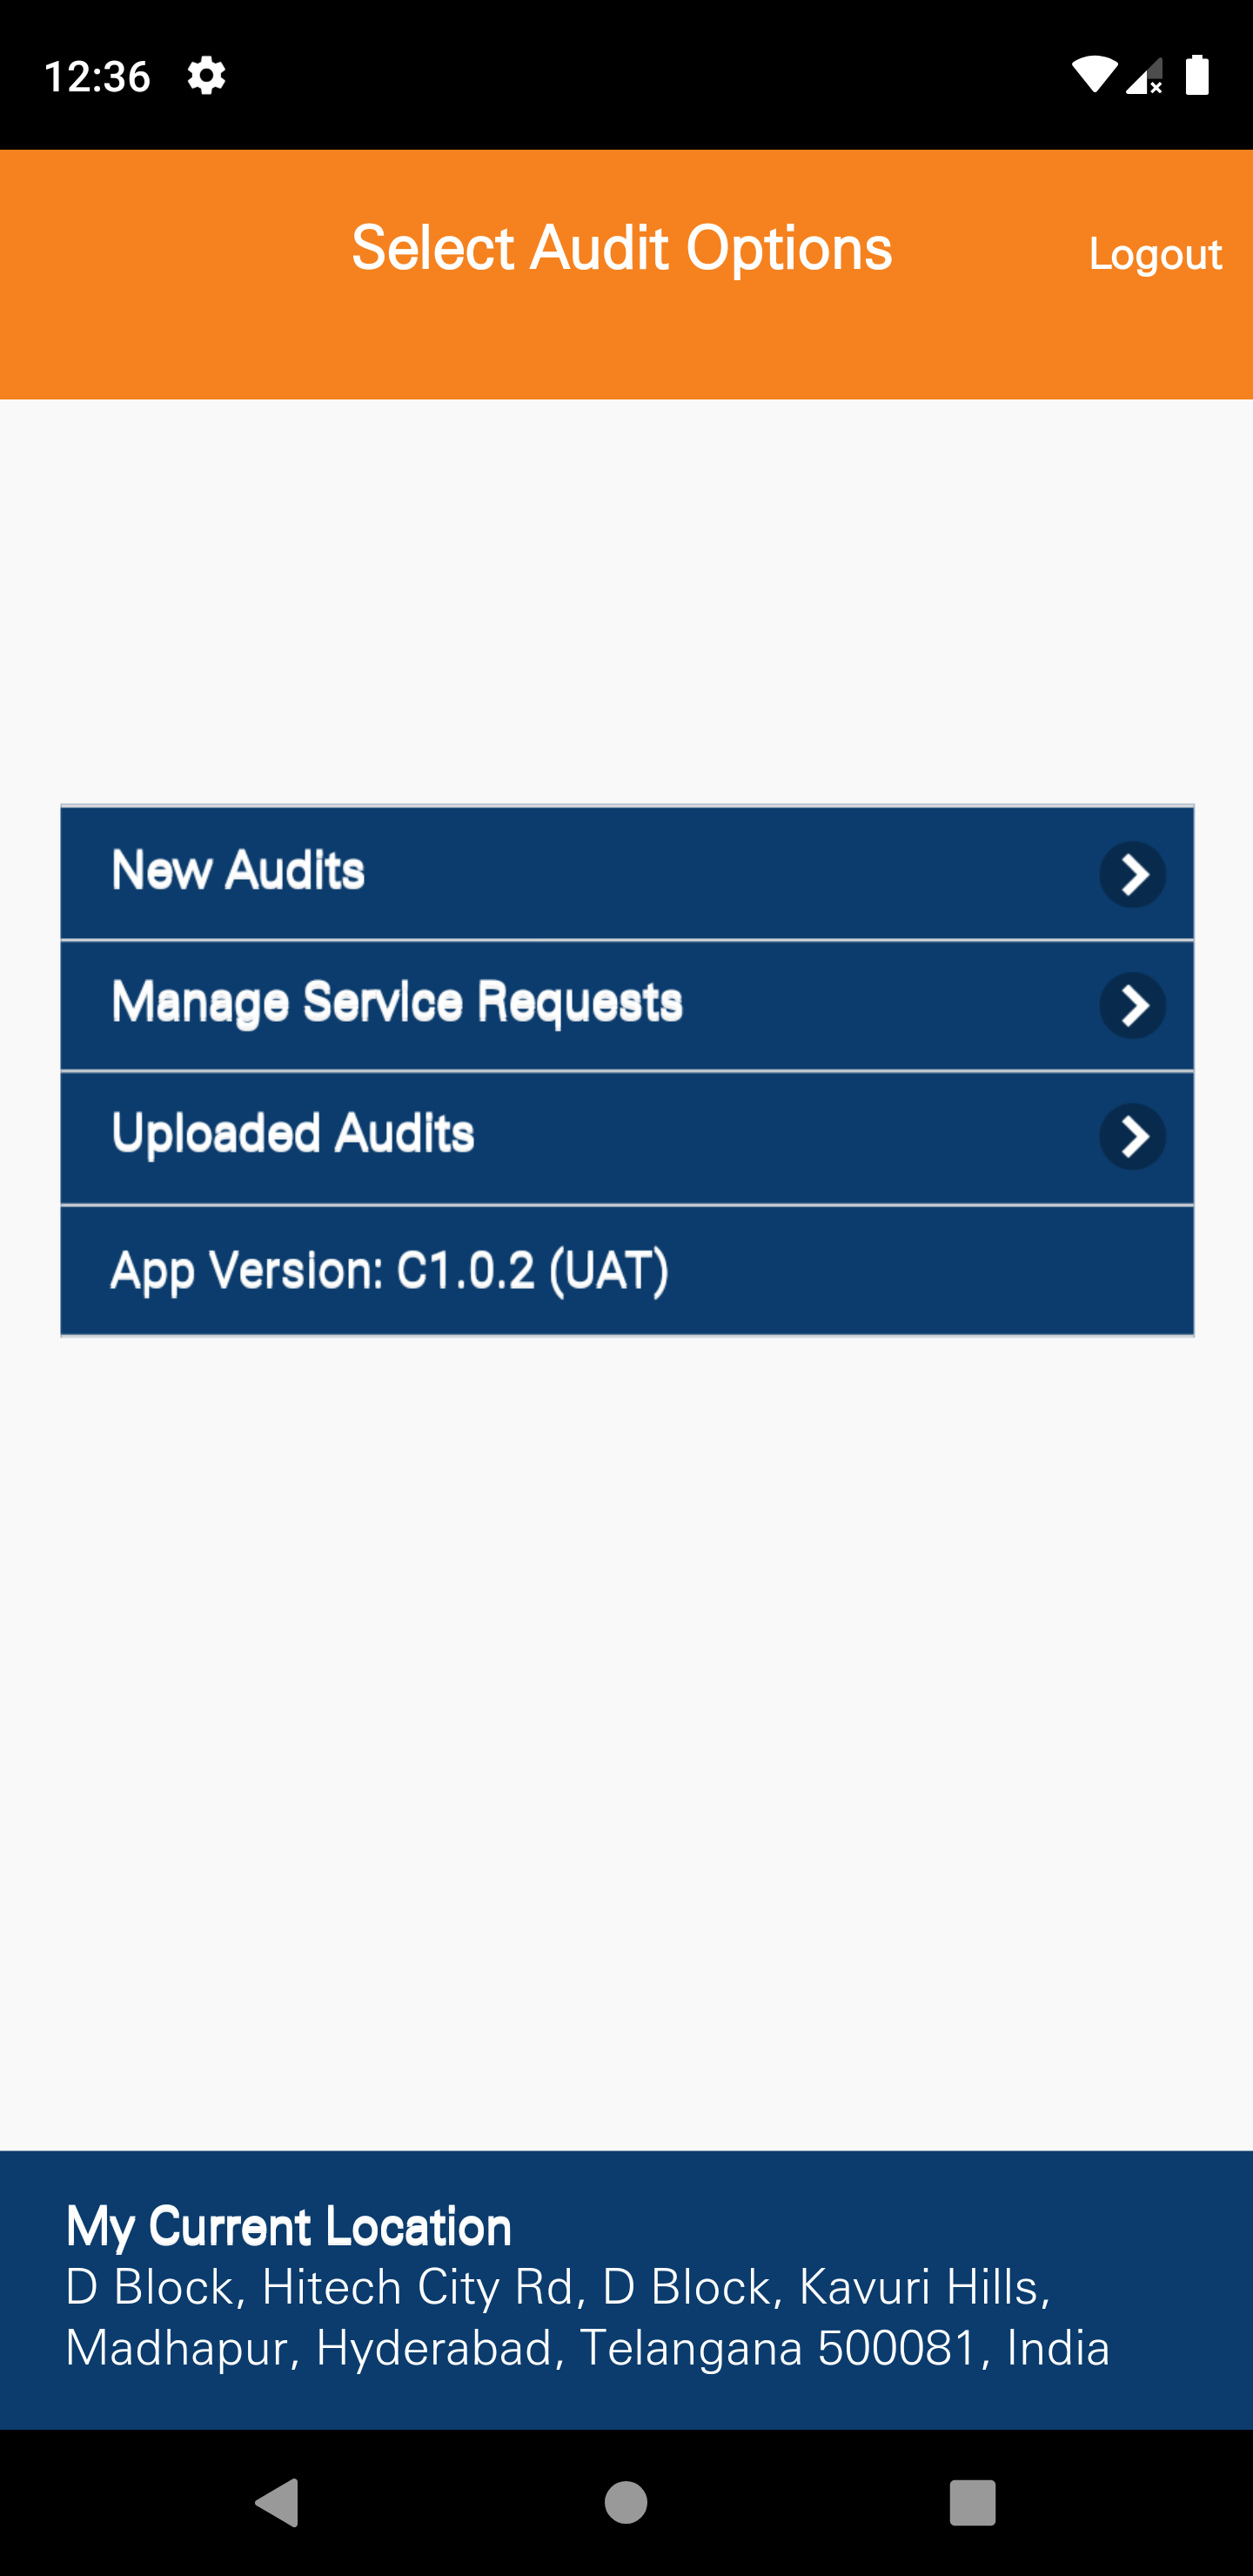 12:36
Select Audit Options
Logout
New Audits
Manage Service Requests
Uploaded Audits
App Version: C1.0.2 (UAT)
My Current Location
D Block, Hitech City Rd, D Block, Kavuri Hills,
Madhapur, Hyderabad, Telangana 500081, India